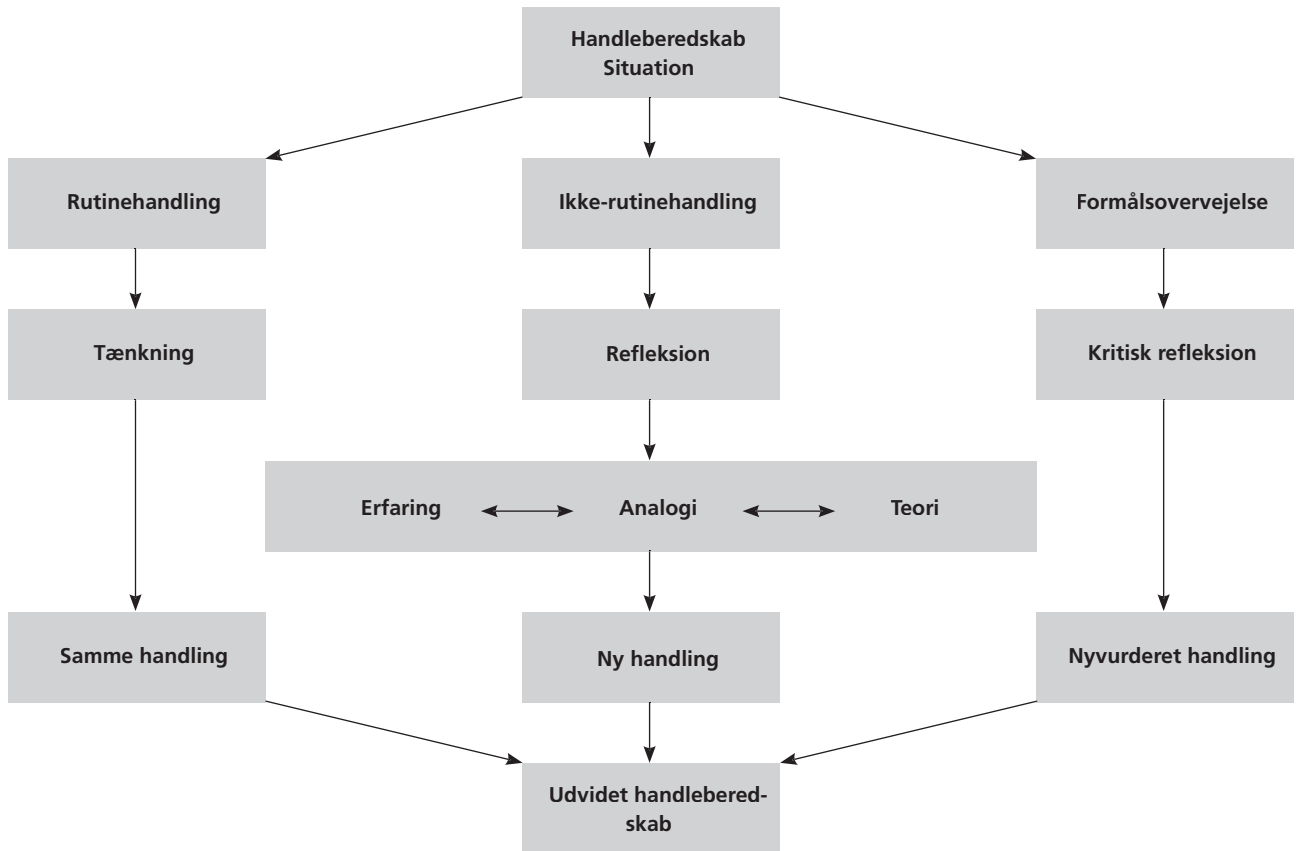 Handleberedskab
Situation
Rutinehandling
Ikke-rutinehandling
Formålsovervejelse
Tænkning
Refleksion
Kritisk refleksion
Erfaring
Analogi
Teori
Samme handling
Ny handling
Nyvurderet handling
Udvidet handlebered-
skab